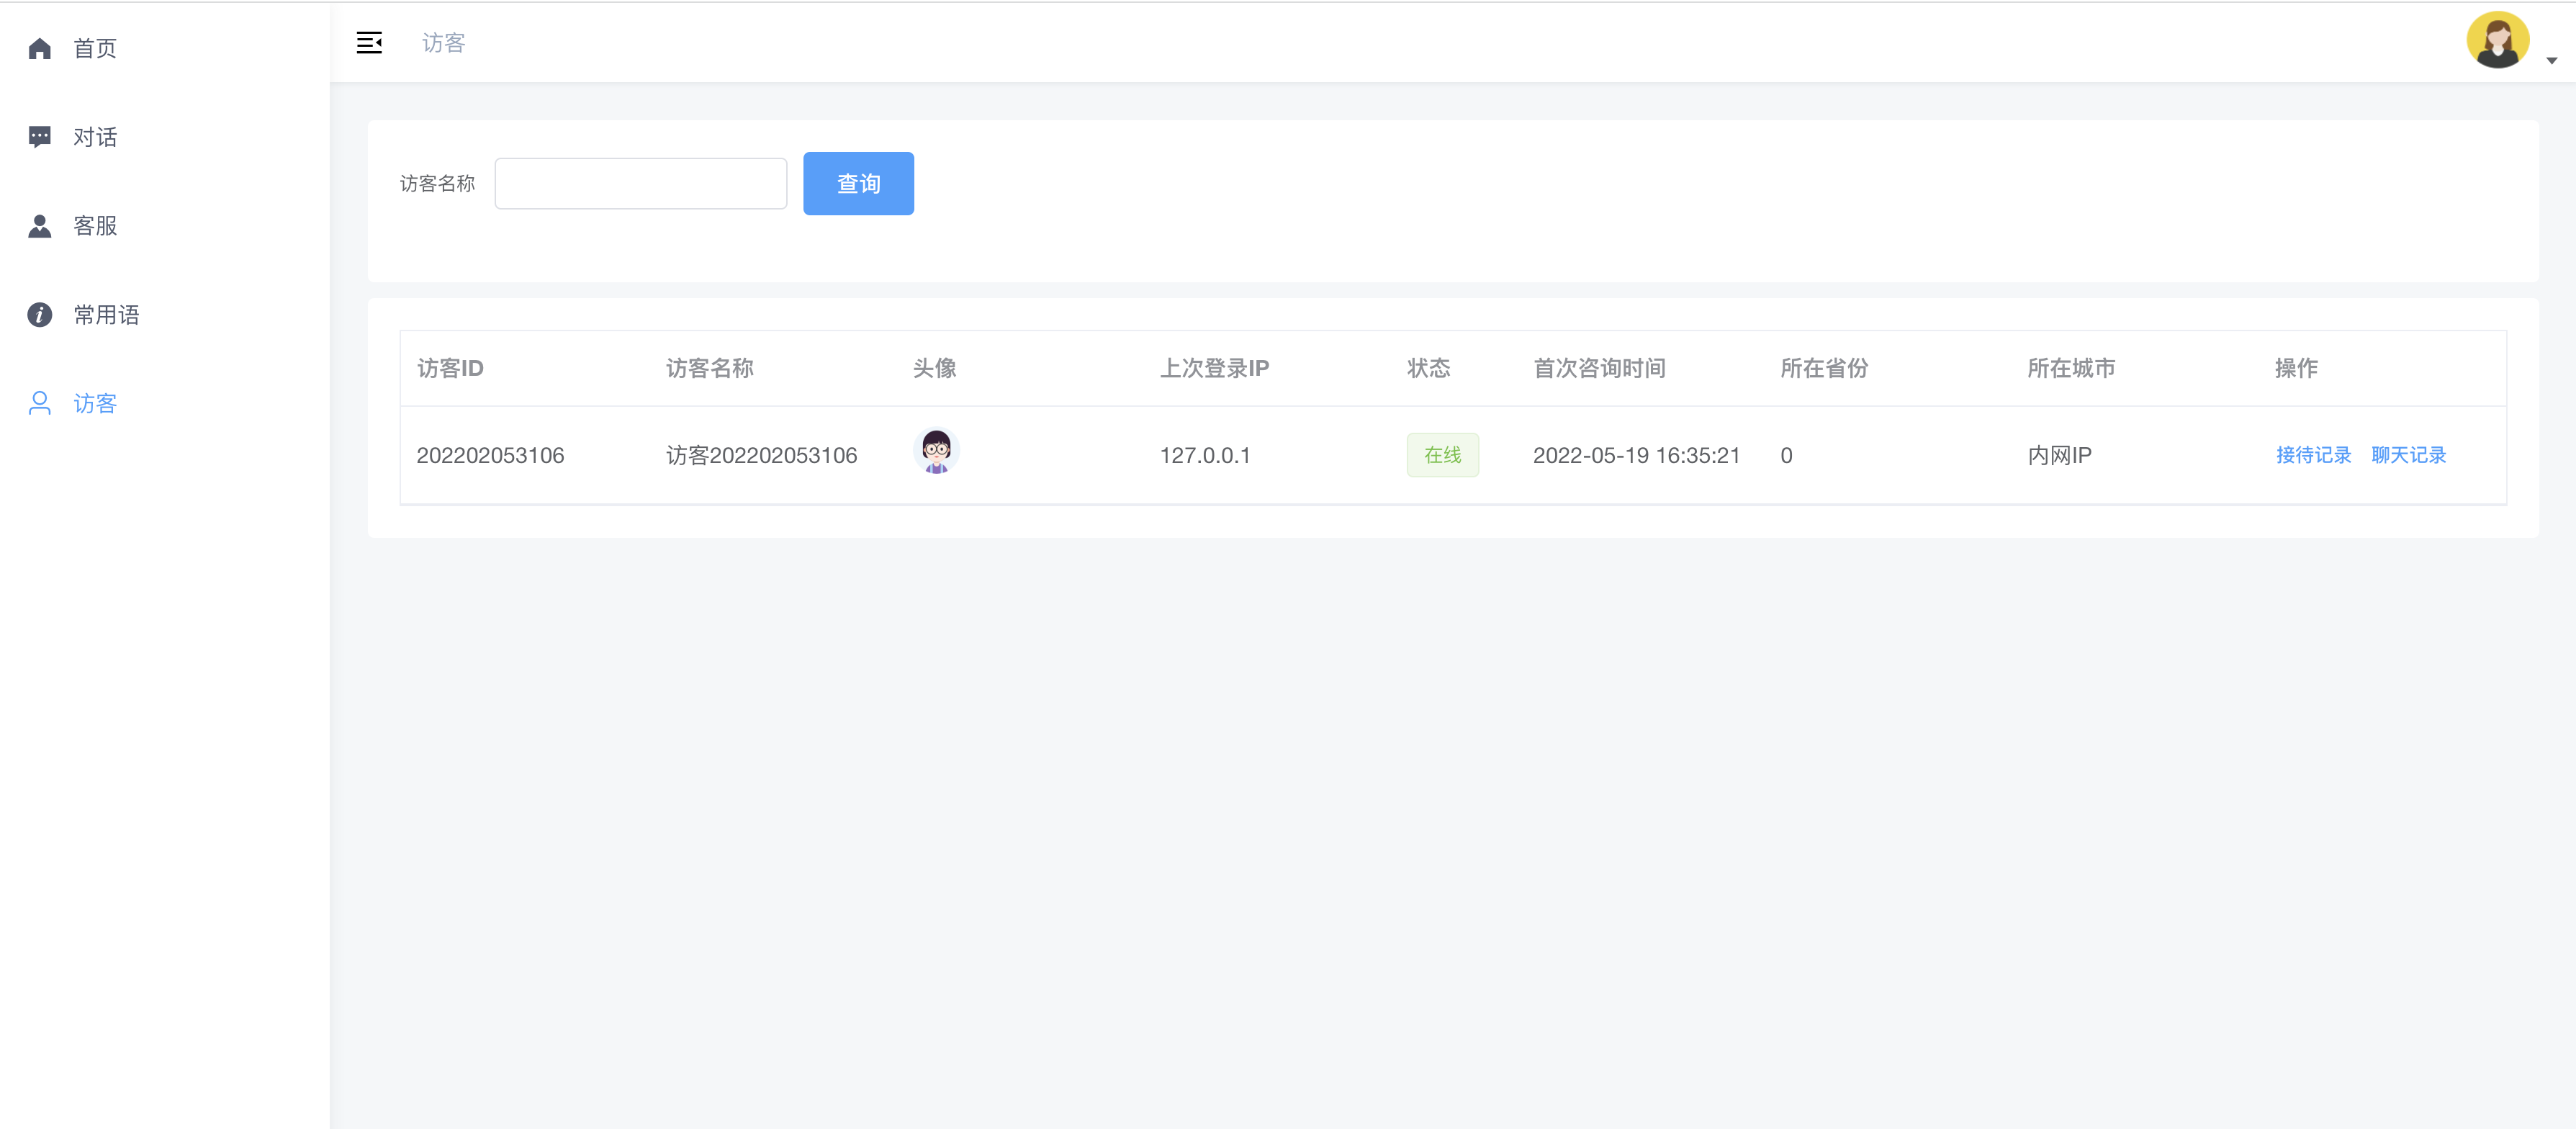 首页
对话
客服
常用语
访客
访客
访客名称 查询
访客ID 访客名称 头像 上次登录IP 状态 首次咨询时间 所在省份 所在城市 操作
202202053106 访客202202053106 127.0.0.1 在线 2022-05-19 16:35:21 0 内网IP 接待记录 聊天记录